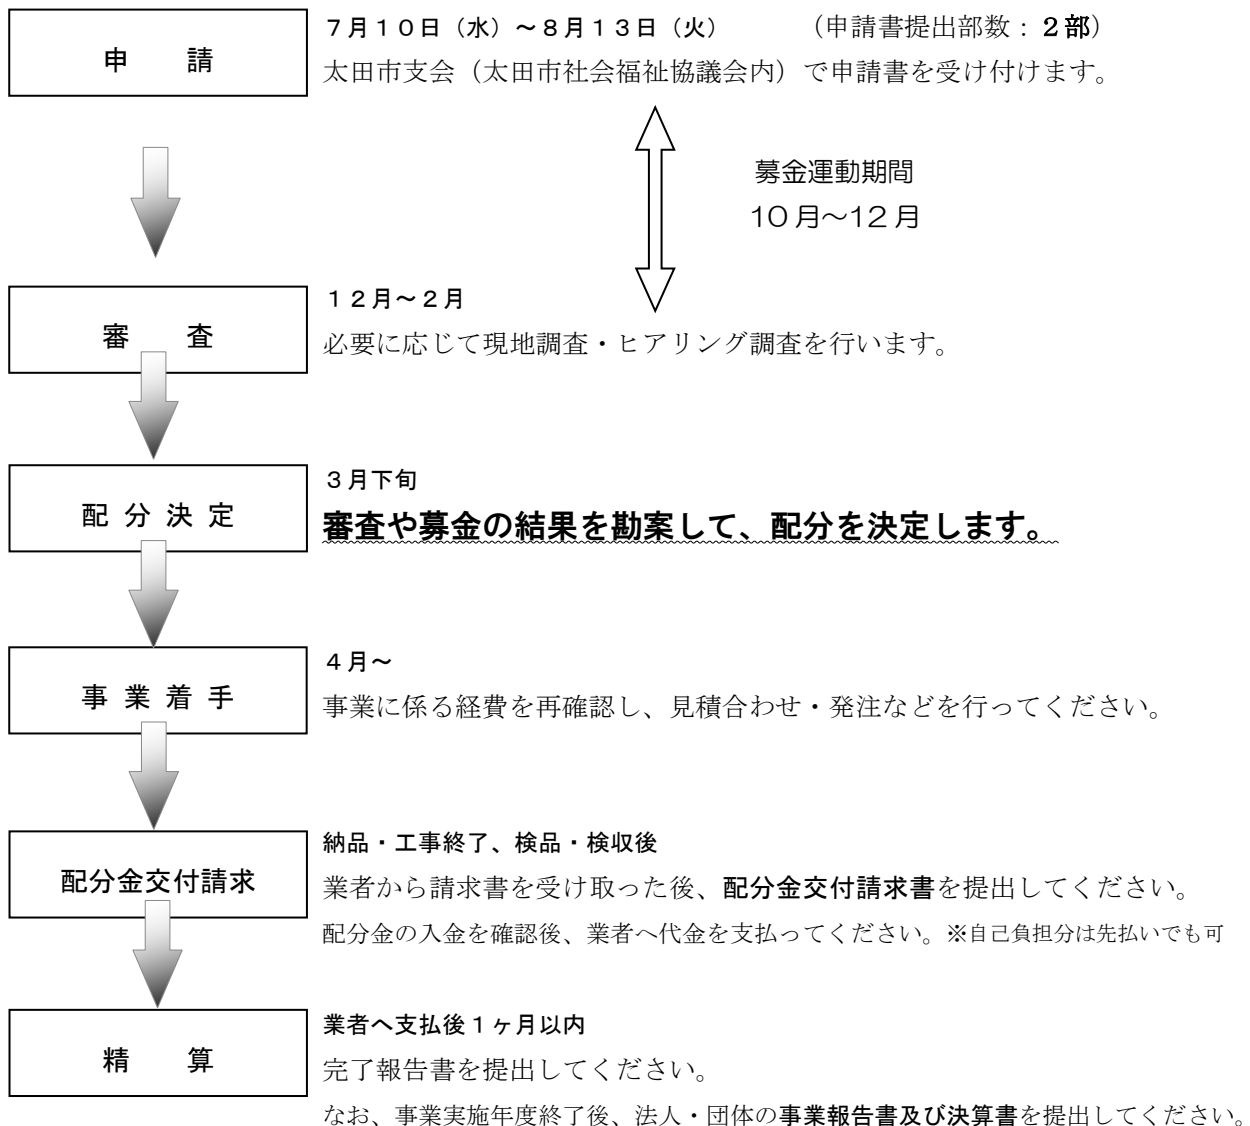 申　　請
７月１０日（水）～８月１３日（火）　　　（申請書提出部数：２部）
太田市支会（太田市社会福祉協議会内）で申請書を受け付けます。
募金運動期間
10月～12月
審　　査
１２月～２月
必要に応じて現地調査・ヒアリング調査を行います。
配 分 決 定
３月下旬
審査や募金の結果を勘案して、配分を決定します。
事 業 着 手
４月～
事業に係る経費を再確認し、見積合わせ・発注などを行ってください。
配分金交付請求
納品・工事終了、検品・検収後
業者から請求書を受け取った後、配分金交付請求書を提出してください。
配分金の入金を確認後、業者へ代金を支払ってください。※自己負担分は先払いでも可
精　　算
業者へ支払後１ヶ月以内
完了報告書を提出してください。
なお、事業実施年度終了後、法人・団体の事業報告書及び決算書を提出してください。